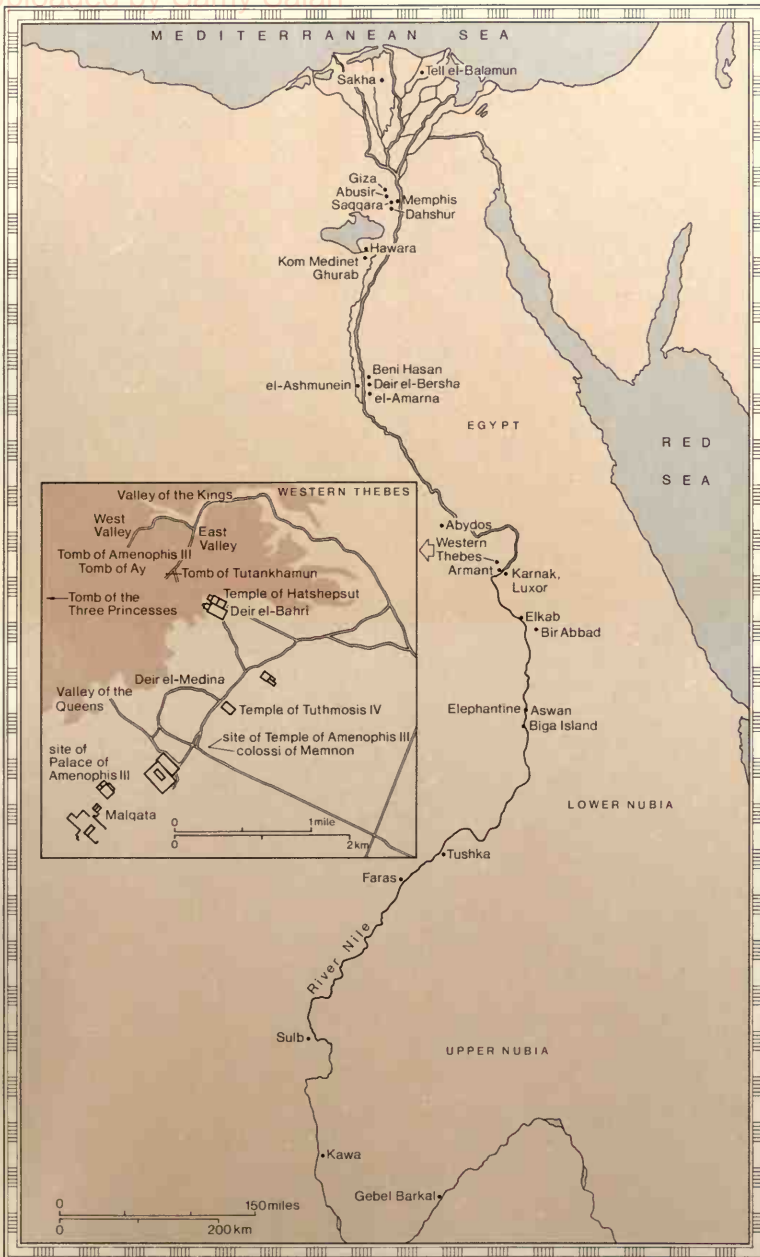 MEDITERRANEAN SEA
Sakha
Tell el-Balamun
Giza
Abusir
Saqqara
Memphis
Dahshur
Hawara
Kom Medinet
Ghurab
Beni Hasan
el-Ashmunein
Deir el-Bersha
el-Amarna
EGYPT
RED
SEA
Abydos
Western
Thebes
Armant
Karnak,
Luxor
Elkab
Bir Abbad
Elephantine
Aswan
Biga Island
LOWER NUBIA
Tushka
Faras
River Nile
Sulb
UPPER NUBIA
Kawa
Gebel Barkal
0 150 miles
0 200 km
WESTERN THEBES
Valley of the Kings
West
Valley
East
Valley
Tomb of Amenophis III
Tomb of Ay
Tomb of Tutankhamun
Tomb of the
Three Princesses
Temple of Hatshepsut
Deir el-Bahri
Deir el-Medina
Valley of the
Queens
Temple of Tuthmosis IV
site of Temple of Amenophis III
colossi of Memnon
site of
Palace of
Amenophis III
Malqata
0 1 mile
0 2 km